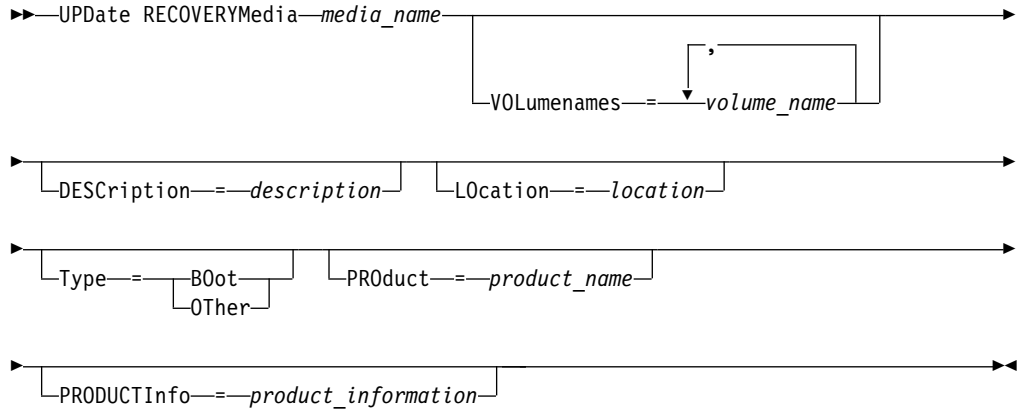 UPDate RECOVERYMedia media_name
,
VOLumenames = volume_name
DESCription = description LOcation = location
Type = BOot PROduct = product_name
OTher
PRODUCTInfo = product_information